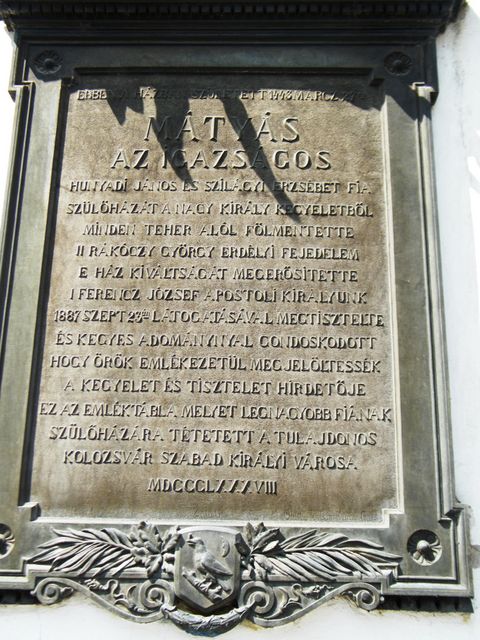 EBBEN A HÁZBAN SZÜLETETT 1443 MARCZ
MÁTYÁS
AZ IGAZSÁGOS
HUNYADI JÁNOS ÉS SZILÁGYI ERZSÉBET FIA
SZÜLŐHÁZÁT A NAGY KIRÁLY KEGYELETBŐL
MINDEN TEHER ALÓL FÖLMENTETTE
II RÁKÓCZY GYÖRGY ERDÉLYI FEJEDELEM
E HÁZ KIVÁLTSÁGÁT MEGERŐSÍTETTE
I FERENCZ JÓZSEF APOSTOLI KIRÁLYUNK
1887 SZEPT 23ÁN LÁTOGATÁSÁVAL MEGTISZTELTE
ÉS KEGYES ADOMÁNYNYAL GONDOSKODOTT
HOGY ÖRÖK EMLÉKEZETÜL MEGJELÖLTESSÉK
A KEGYELET ÉS TISZTELET HIRDETŐJE
EZ AZ EMLÉKTÁBLA MELYET LEGNAGYOBB FIÁNAK
SZÜLŐHÁZÁRA TÉTETETT A TULAJDONOS
KOLOZSVÁR SZABAD KIRÁLYI VÁROSA
MDCCCLXXXVIII